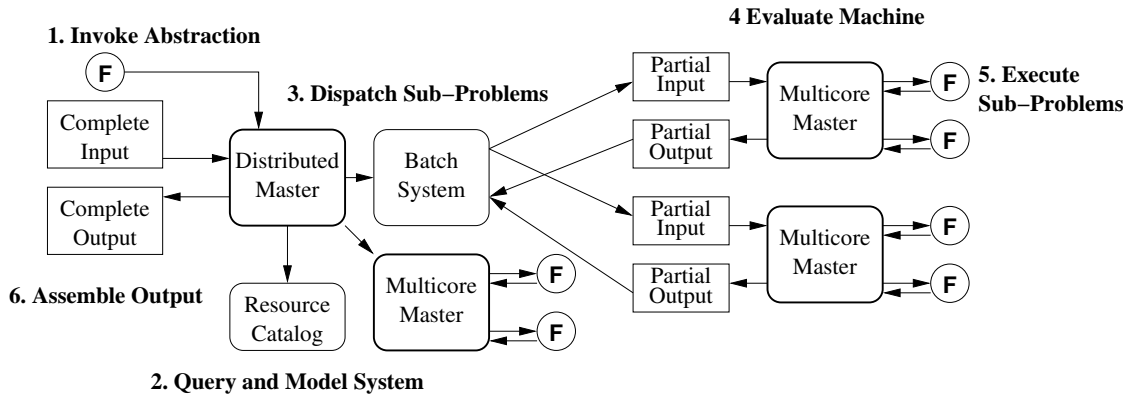 4 Evaluate Machine
1. Invoke Abstraction
F
3. Dispatch Sub−Problems
Partial
Input
Multicore
Master
F
5. Execute
Sub−Problems
Complete
Input
Distributed
Master
Batch
System
Partial
Output
F
Complete
Output
Partial
Input
Multicore
Master
F
6. Assemble Output
Resource
Catalog
Multicore
Master
F
F
Partial
Output
F
2. Query and Model System